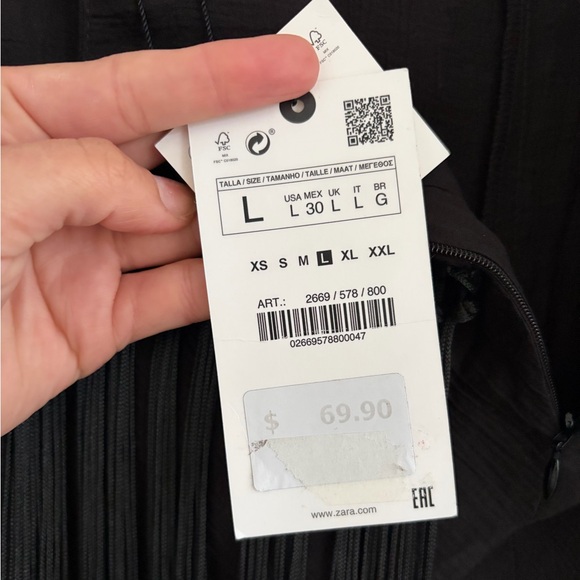 FSC
TALLA / SIZE / TAMANHO / TAILLE / MAAT / ΜΕΓΕΘΟΣ
L
USA MEX UK IT BR
L 30 L L G
XS S M L XL XXL
ART.: 2669 / 578 / 800
02669578800047
$ 69.90
EAC
www.zara.com